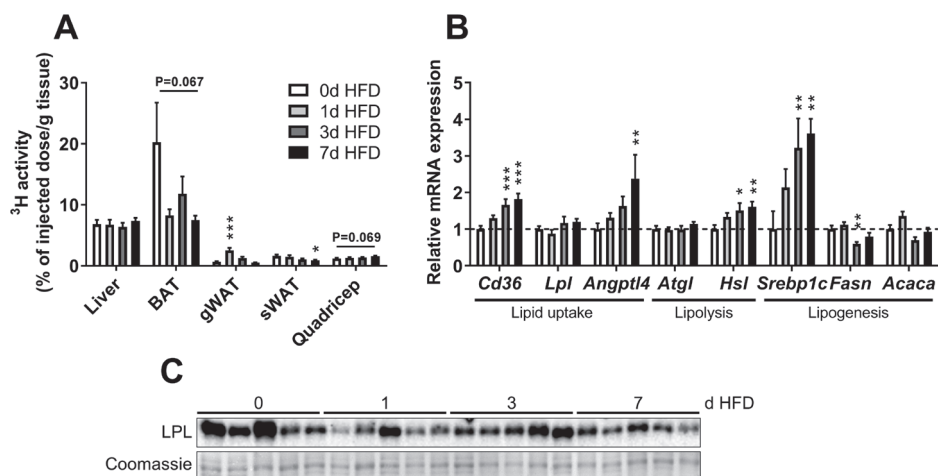 A
³H activity
(% of injected dose/g tissue)
30
20
10
0
P=0.067
0d HFD
1d HFD
3d HFD
7d HFD
***
*
P=0.069
Liver
BAT
gWAT
sWAT
Quadricep
B
Relative mRNA expression
5
4
3
2
1
0
***
***
**
*
**
**
**
**
Cd36
Lpl
Angptl4
Atgl
Hsl
Srebp1c
Fasn
Acaca
Lipid uptake
Lipolysis
Lipogenesis
C
0 1 3 7 d HFD
LPL
Coomassie